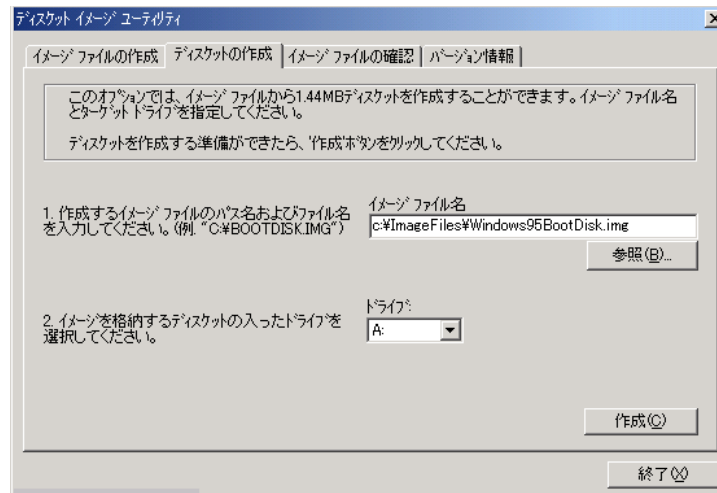 ディスケット イメージ ユーティリティ
イメージ ファイルの作成 ディスケットの作成 イメージ ファイルの確認 バージョン情報
このオプションでは、イメージ ファイルから1.44MBディスケットを作成することができます。イメージ ファイル名
とターゲット ドライブを指定してください。
ディスケットを作成する準備ができたら、'作成'ボタンをクリックしてください。
イメージ ファイル名
1. 作成するイメージ ファイルのパス名およびファイル名
を入力してください。(例. "C:¥BOOTDISK.IMG")
c:¥ImageFiles¥Windows95BootDisk.img
参照(B)...
ドライブ:
2. イメージを格納するディスケットの入ったドライブを
選択してください。
A:
作成(C)
終了(X)